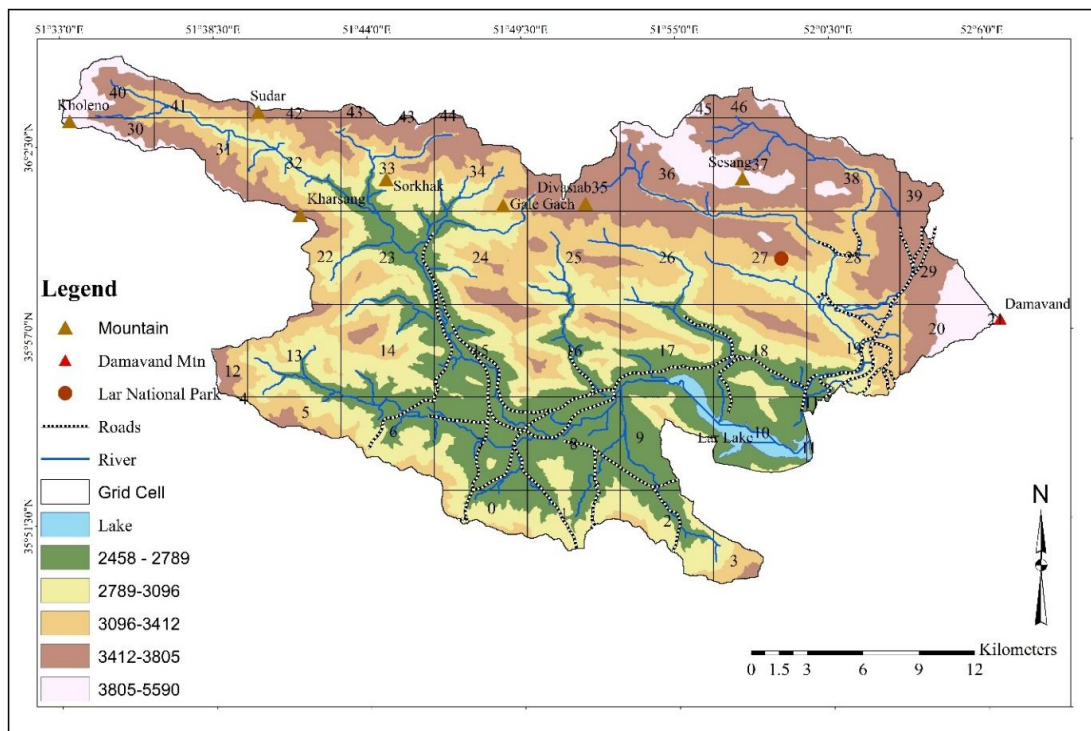 51°33'0"E 51°38'30"E 51°44'0"E 51°49'30"E 51°55'0"E 52°0'30"E 52°6'0"E
36°2'30"N
35°57'0"N
35°51'30"N
Kholeno
Sudar
Sorkhak
Kharsang
Gale Gach
Divasiab
Sesang
Damavand
Lar Lake
40 41 42 43 43 44 45 46
30 31 32 33 34 35 36 37 38 39
22 23 24 25 26 27 28 29
12 13 14 15 16 17 18 19 20 21
4 5 6 8 9 10 11 11
0 1 2
3
Legend
Mountain
Damavand Mtn
Lar National Park
Roads
River
Grid Cell
Lake
2458 - 2789
2789-3096
3096-3412
3412-3805
3805-5590
N
Kilometers
0 1.5 3 6 9 12